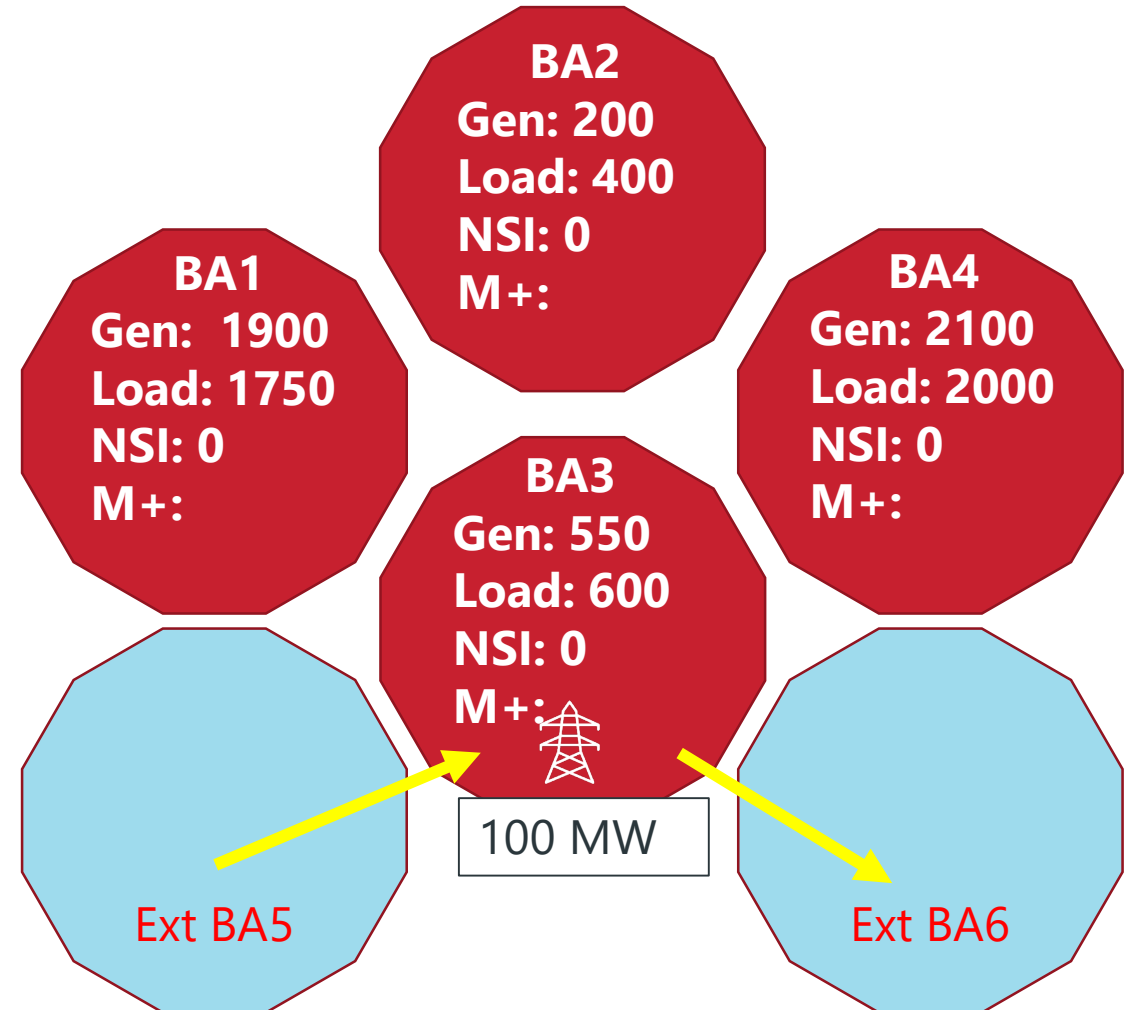 BA2
Gen: 200
Load: 400
NSI: 0
M+:
BA1
Gen: 1900
Load: 1750
NSI: 0
M+:
BA4
Gen: 2100
Load: 2000
NSI: 0
M+:
BA3
Gen: 550
Load: 600
NSI: 0
M+:
100 MW
Ext BA5
Ext BA6